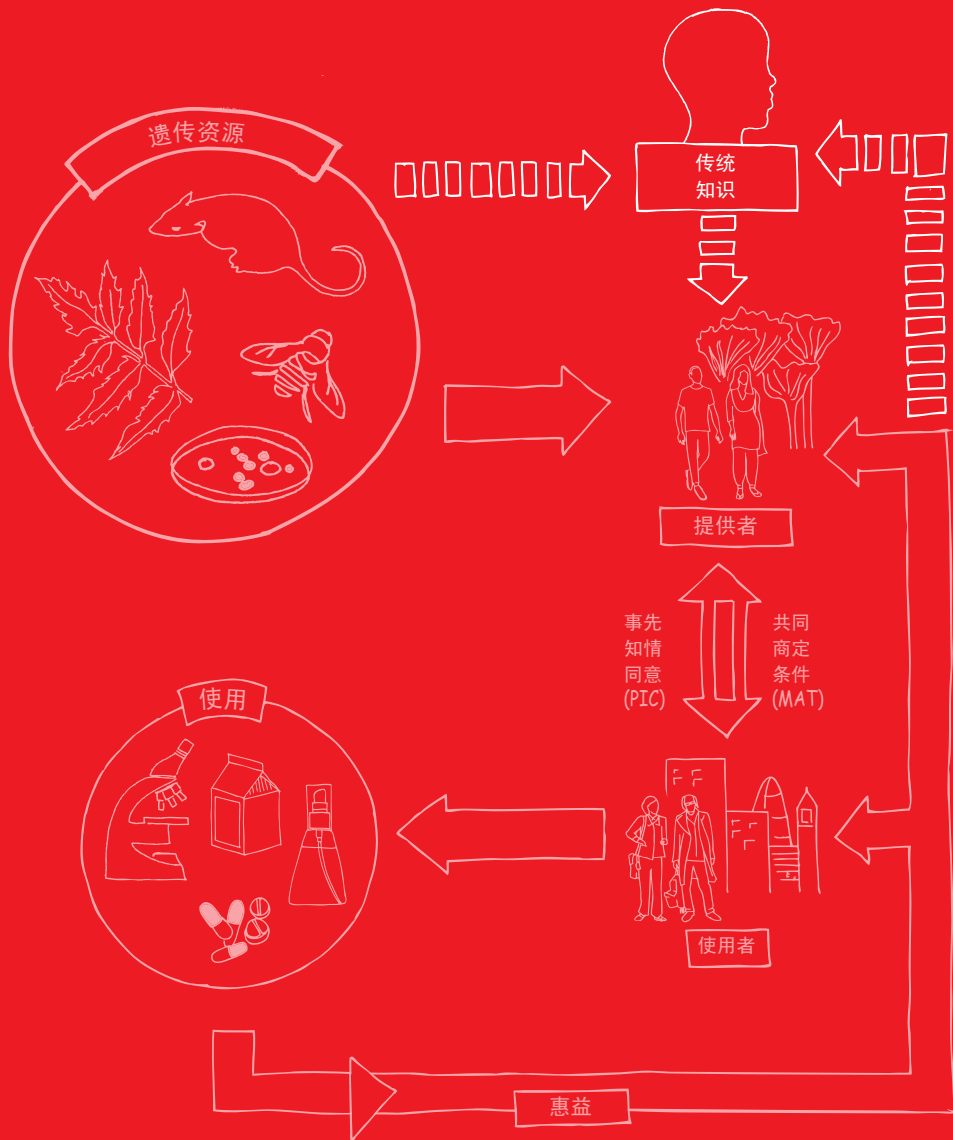 遗传资源
传统
知识
提供者
事先
知情
同意
(PIC)
共同
商定
条件
(MAT)
使用
使用者
惠益